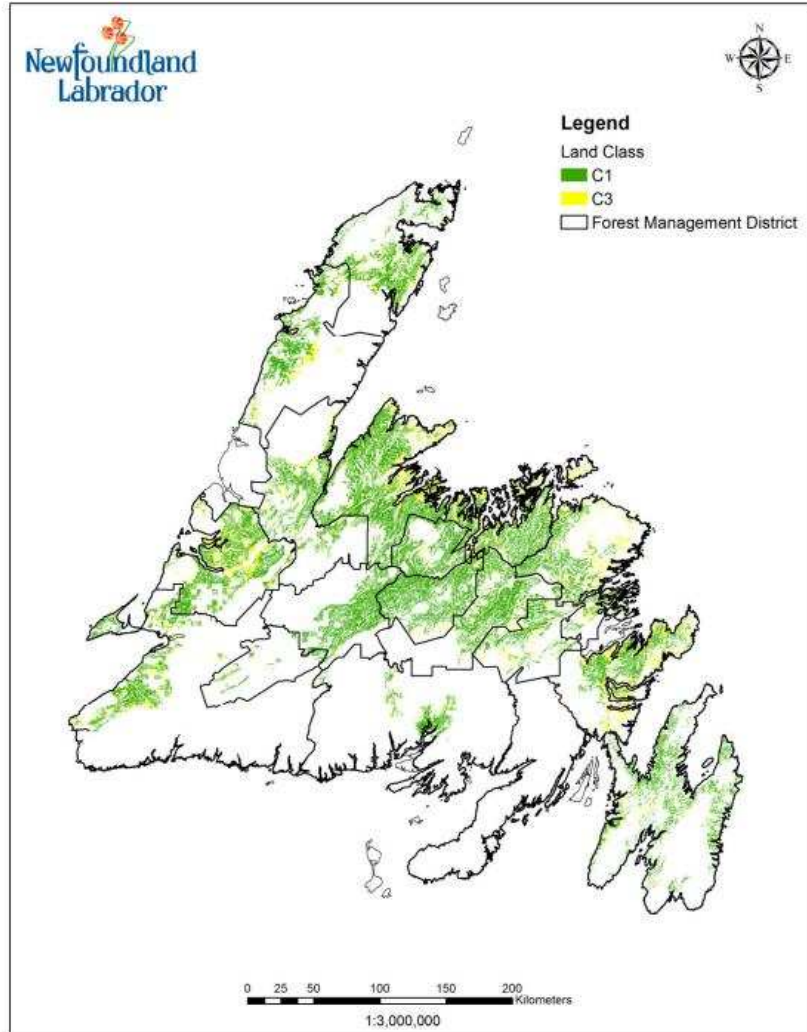 Newfoundland
Labrador
N
W E
S
Legend
Land Class
C1
C3
Forest Management District
0 25 50 100 150 200
Kilometers
1:3,000,000